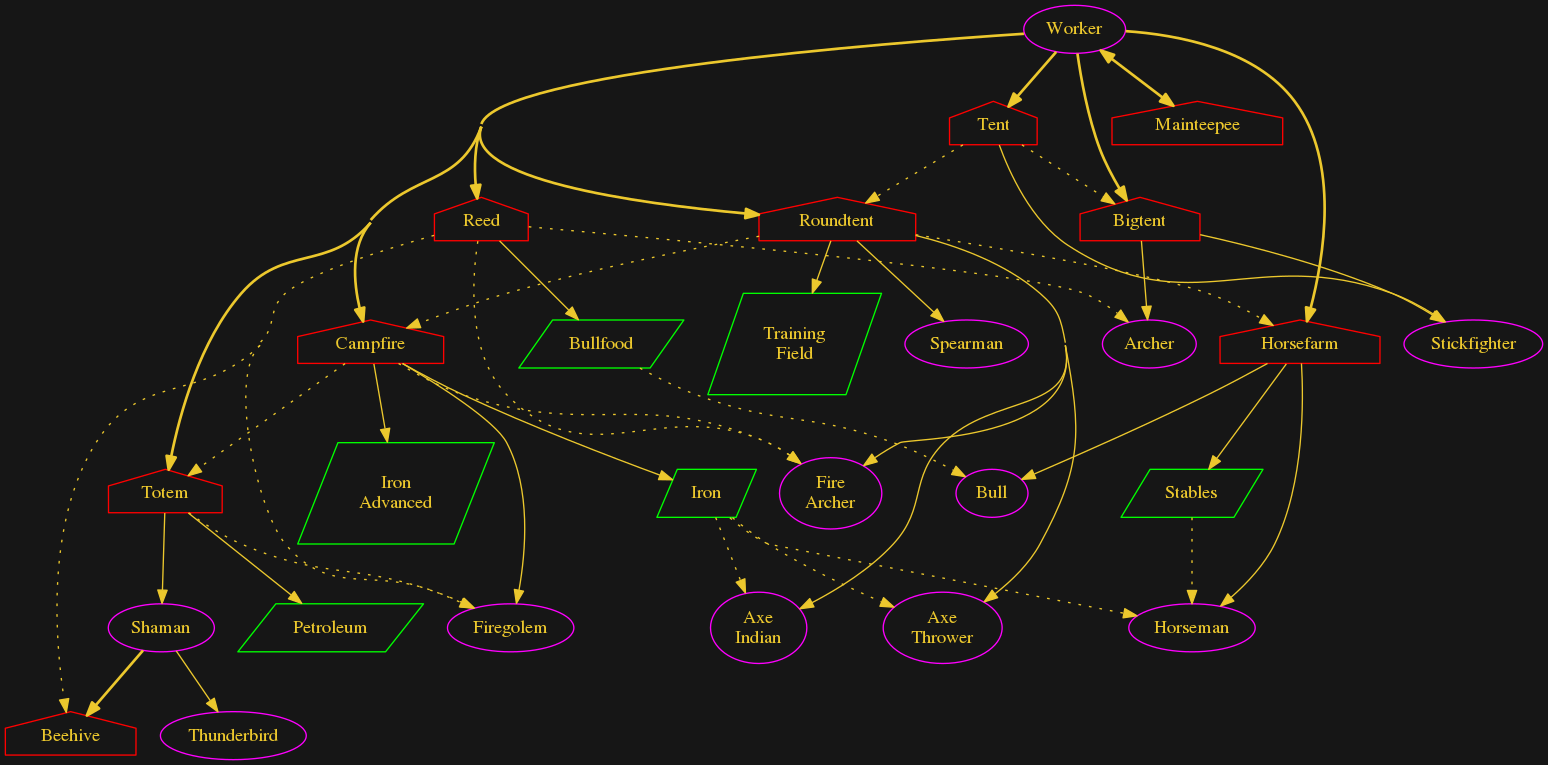 Worker
Tent
Mainteepee
Reed
Roundtent
Bigtent
Campfire
Bullfood
Training
Field
Spearman
Archer
Horsefarm
Stickfighter
Totem
Iron
Advanced
Iron
Fire
Archer
Bull
Stables
Shaman
Petroleum
Firegolem
Axe
Indian
Axe
Thrower
Horseman
Beehive
Thunderbird